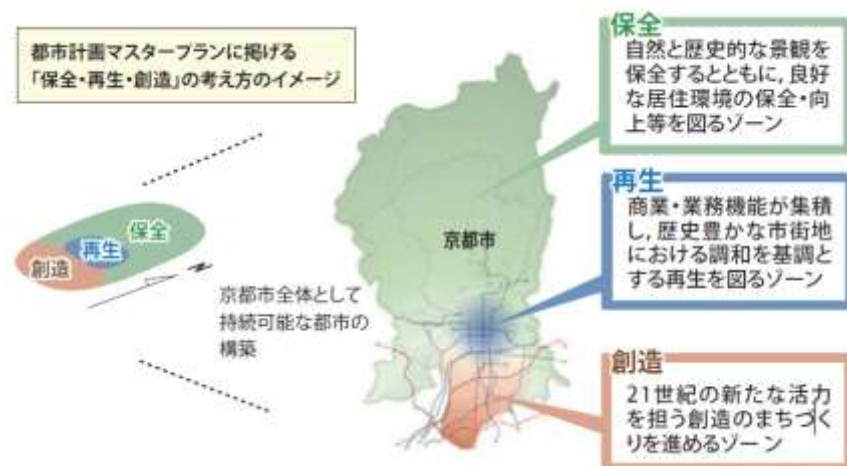 都市計画マスタープランに掲げる
「保全・再生・創造」の考え方のイメージ
保全
再生
創造
N
京都市全体として
持続可能な都市の
構築
京都市
保全
自然と歴史的な景観を
保全するとともに,良好
な居住環境の保全・向
上等を図るゾーン
再生
商業・業務機能が集積
し,歴史豊かな市街地
における調和を基調と
する再生を図るゾーン
創造
21世紀の新たな活力
を担う創造のまちづく
りを進めるゾーン